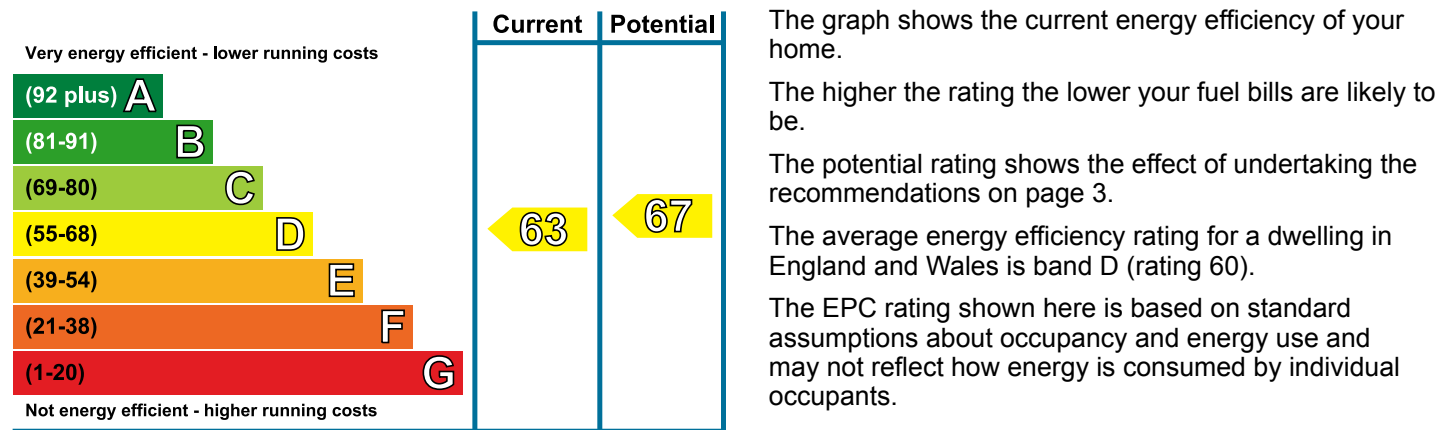 Current Potential
Very energy efficient - lower running costs
(92 plus) A
(81-91) B
(69-80) C
(55-68) D
(39-54) E
(21-38) F
(1-20) G
63 67
Not energy efficient - higher running costs
The graph shows the current energy efficiency of your
home.
The higher the rating the lower your fuel bills are likely to
be.
The potential rating shows the effect of undertaking the
recommendations on page 3.
The average energy efficiency rating for a dwelling in
England and Wales is band D (rating 60).
The EPC rating shown here is based on standard
assumptions about occupancy and energy use and
may not reflect how energy is consumed by individual
occupants.